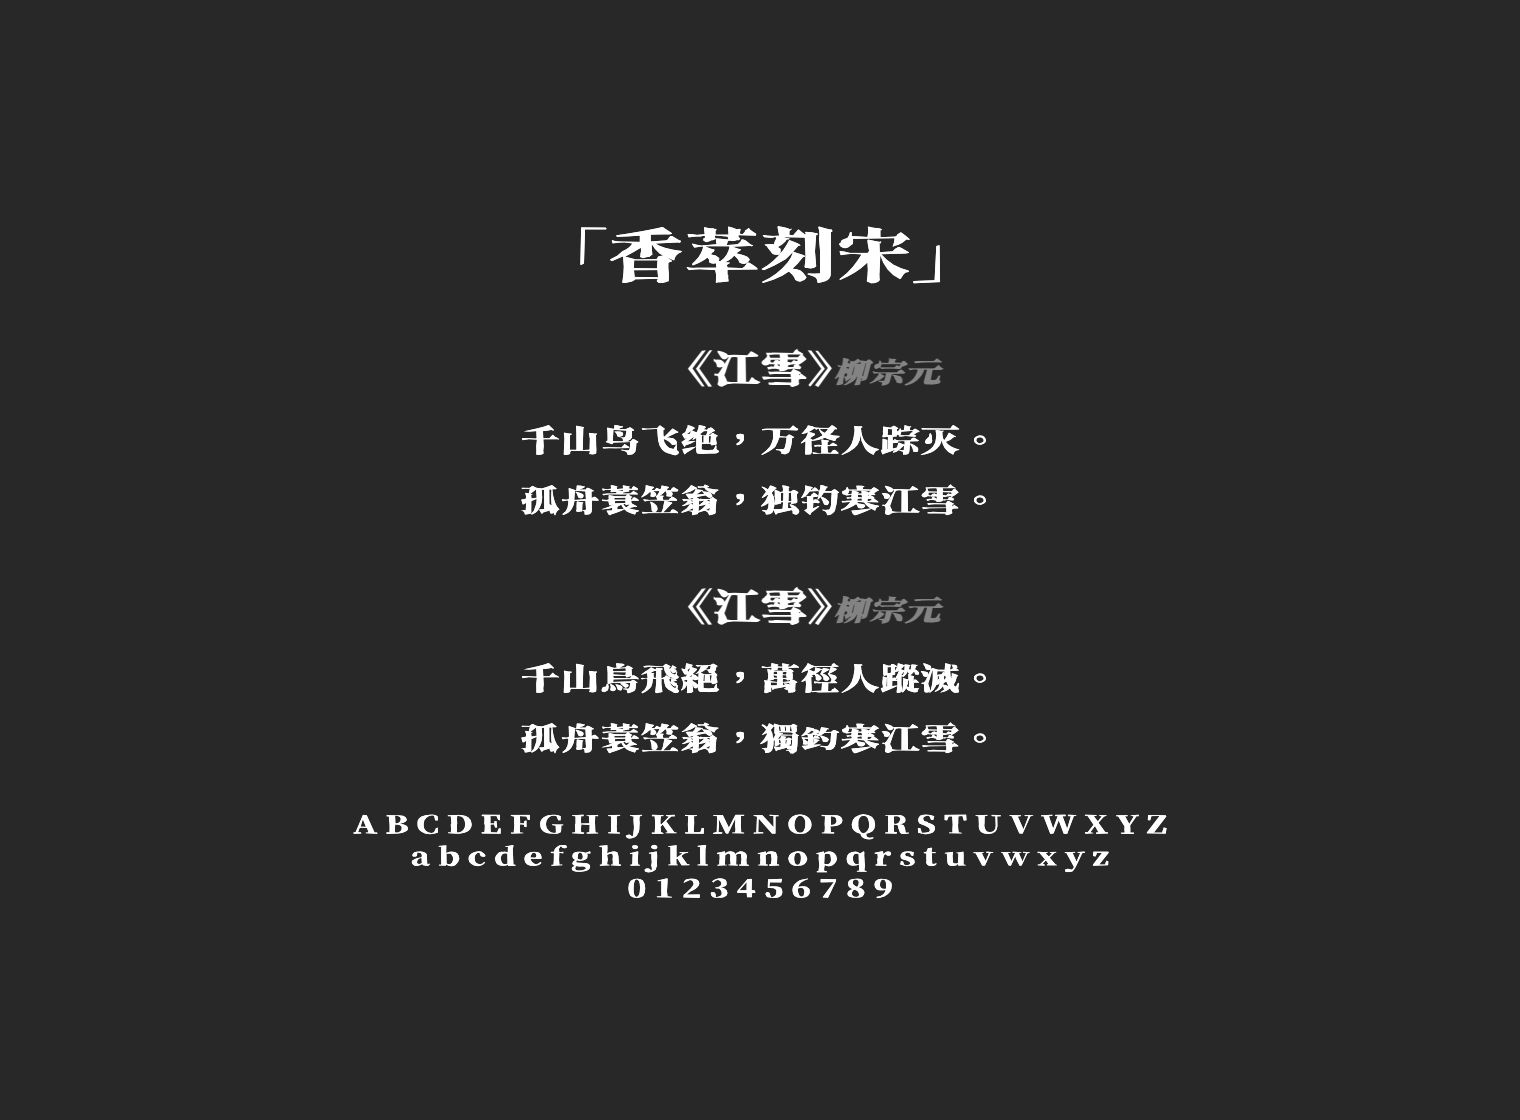 「香萃刻宋」
《江雪》柳宗元
千山鸟飞绝，万径人踪灭。
孤舟蓑笠翁，独钓寒江雪。
《江雪》柳宗元
千山鳥飛絕，萬徑人蹤滅。
孤舟蓑笠翁，獨釣寒江雪。
A B C D E F G H I J K L M N O P Q R S T U V W X Y Z
a b c d e f g h i j k l m n o p q r s t u v w x y z
0 1 2 3 4 5 6 7 8 9